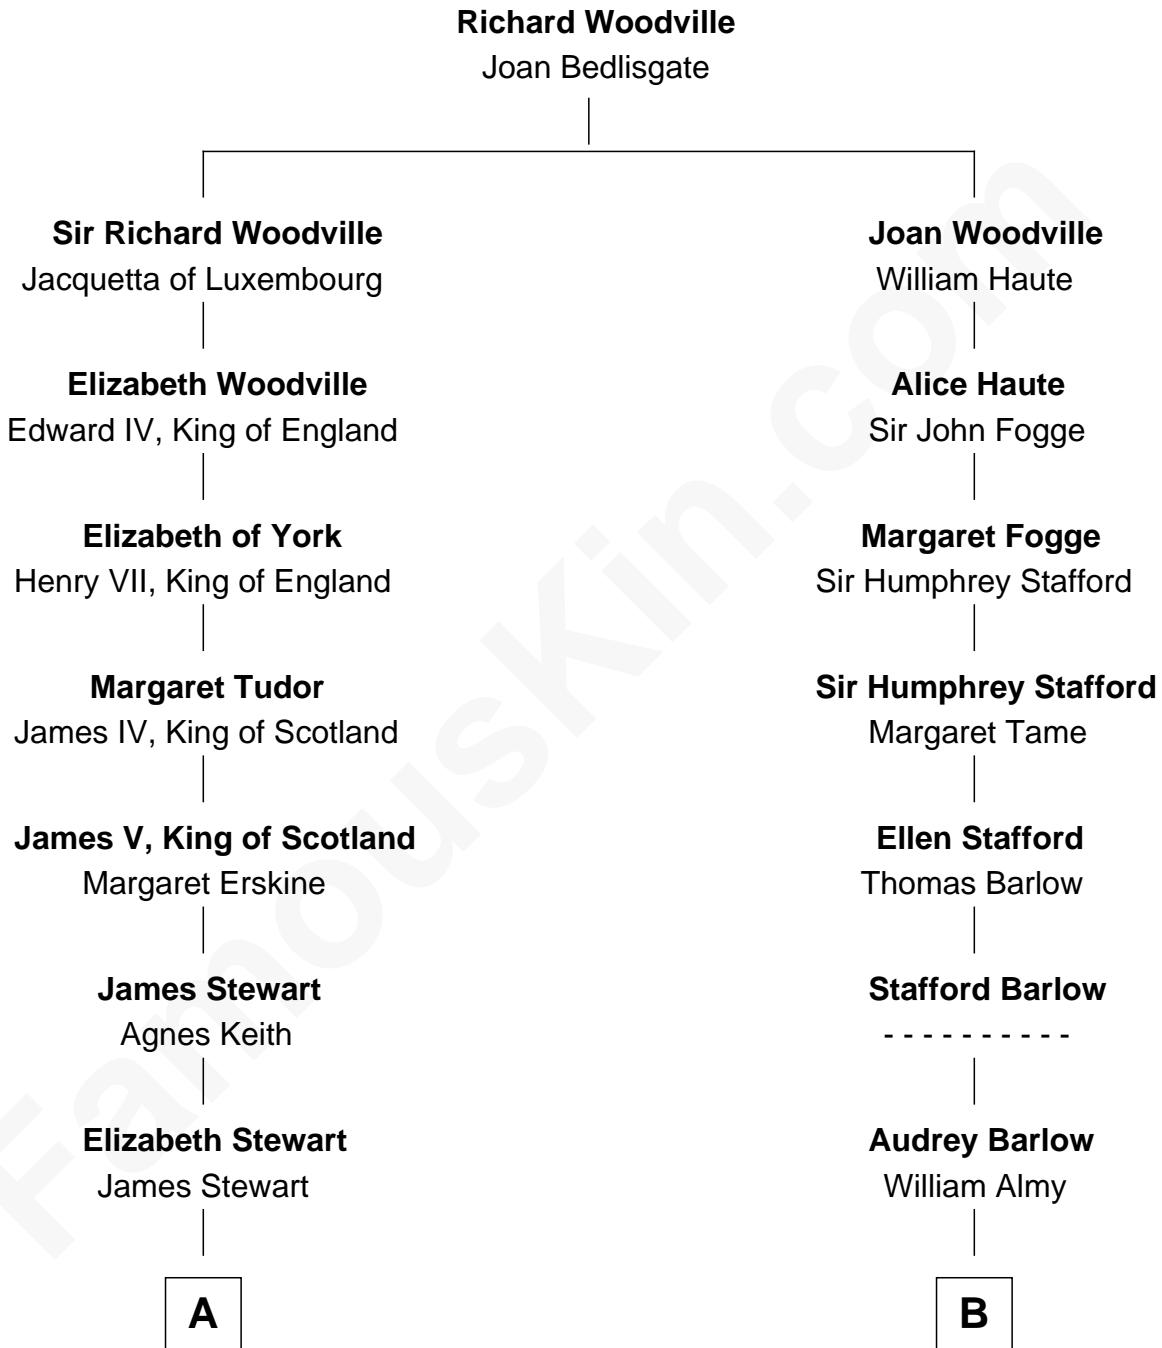 Richard Woodville
Joan Bedlisgate
Sir Richard Woodville
Jacquetta of Luxembourg
Joan Woodville
William Haute
Elizabeth Woodville
Edward IV, King of England
Alice Haute
Sir John Fogge
Elizabeth of York
Henry VII, King of England
Margaret Fogge
Sir Humphrey Stafford
Margaret Tudor
James IV, King of Scotland
Sir Humphrey Stafford
Margaret Tame
James V, King of Scotland
Margaret Erskine
Ellen Stafford
Thomas Barlow
James Stewart
Agnes Keith
Stafford Barlow
- - - - - - - - - -
Elizabeth Stewart
James Stewart
Audrey Barlow
William Almy
A
B
FamousKin.com